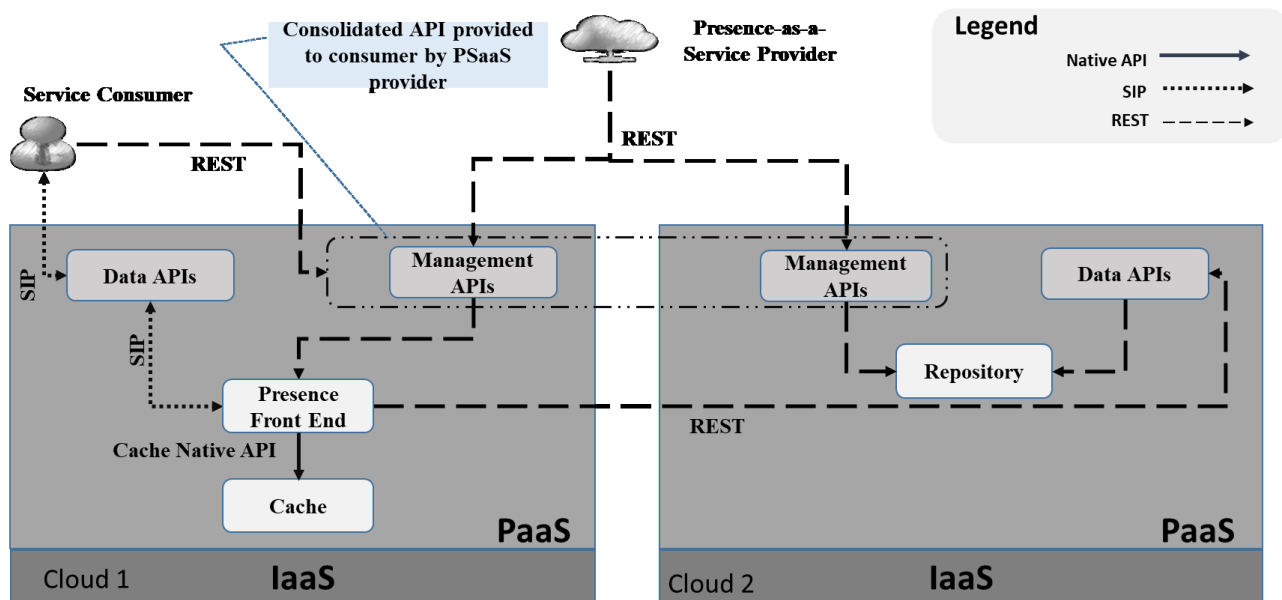 Consolidated API provided
to consumer by PSaaS
provider
Presence-as-a-
Service Provider
Legend
Native API
SIP
REST
Service Consumer
REST
REST
SIP
Data APIs
Management
APIs
Management
APIs
Data APIs
SIP
Presence
Front End
Repository
REST
Cache Native API
Cache
PaaS
PaaS
Cloud 1
IaaS
Cloud 2
IaaS